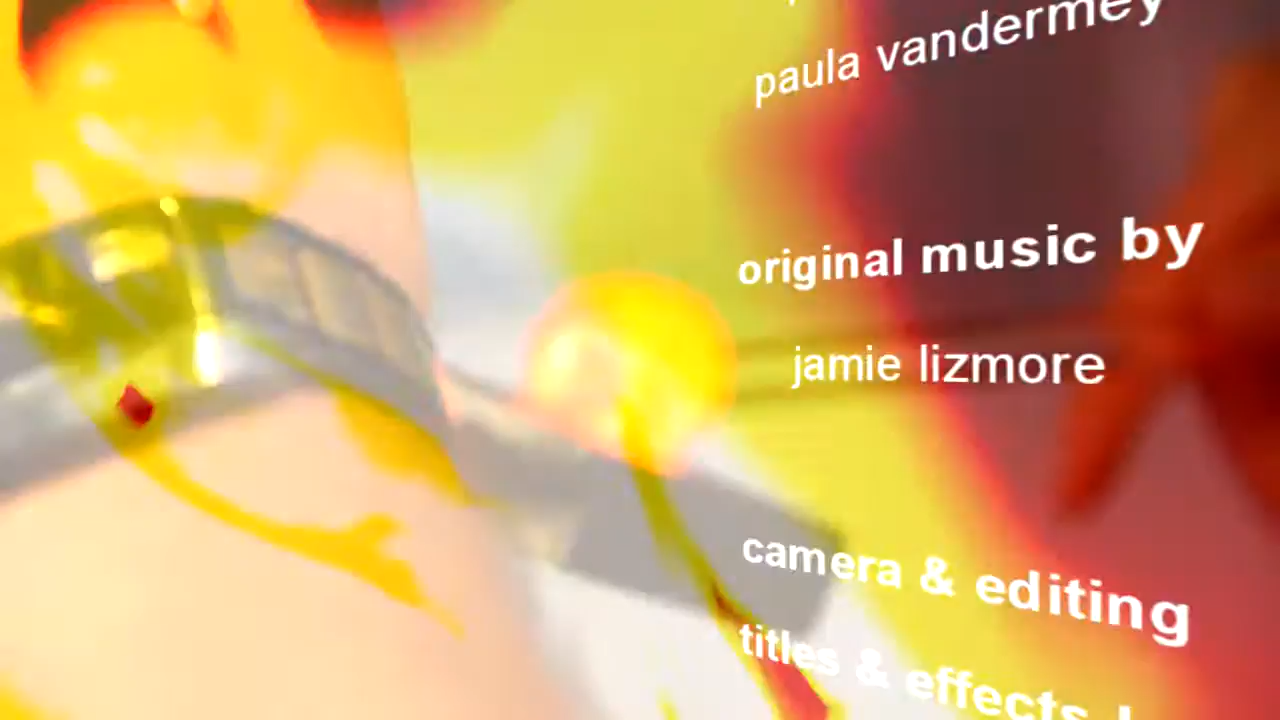 paula vandermey
original music by
jamie lizmore
camera & editing
titles & effects